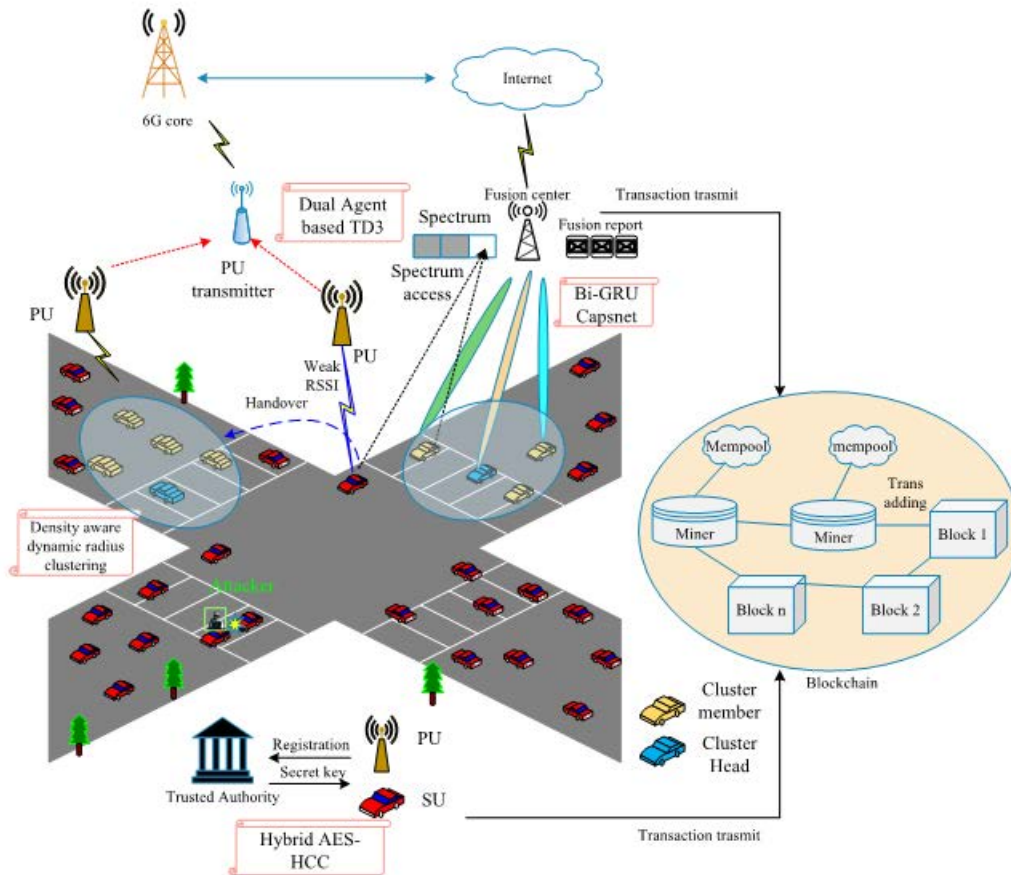 6G core
Internet
Dual Agent
based TD3
PU
transmitter
Fusion center
Transaction trasmit
Spectrum
Fusion report
Spectrum
access
Bi-GRU
Capsnet
PU
PU
Weak
RSSI
Handover
Mempool
mempool
Trans
adding
Miner
Miner
Block 1
Block n
Block 2
Blockchain
Density aware
dynamic radius
clustering
Attacker
Cluster
member
Cluster
Head
PU
Registration
Secret key
Trusted Authority
SU
Hybrid AES-
HCC
Transaction trasmit